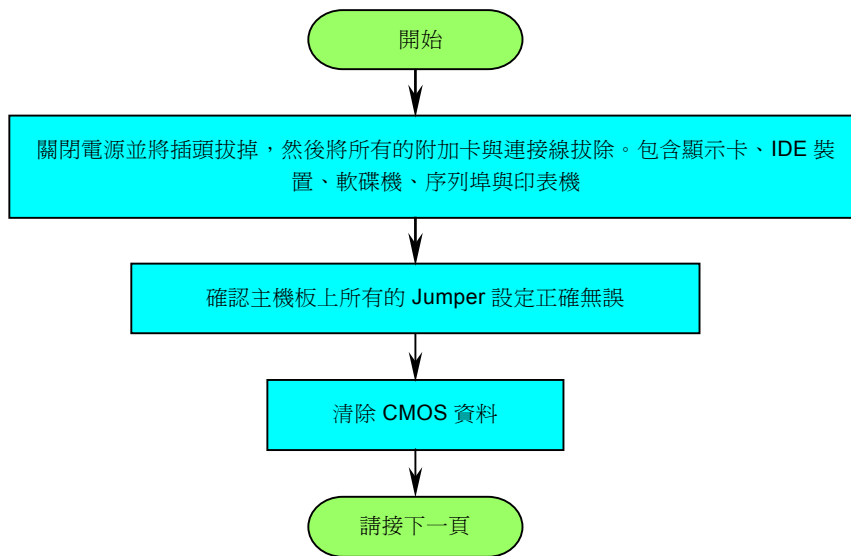 開始
關閉電源並將插頭拔掉，然後將所有的附加卡與連接線拔除。包含顯示卡、IDE 裝
置、軟碟機、序列埠與印表機
確認主機板上所有的 Jumper 設定正確無誤
清除 CMOS 資料
請接下一頁